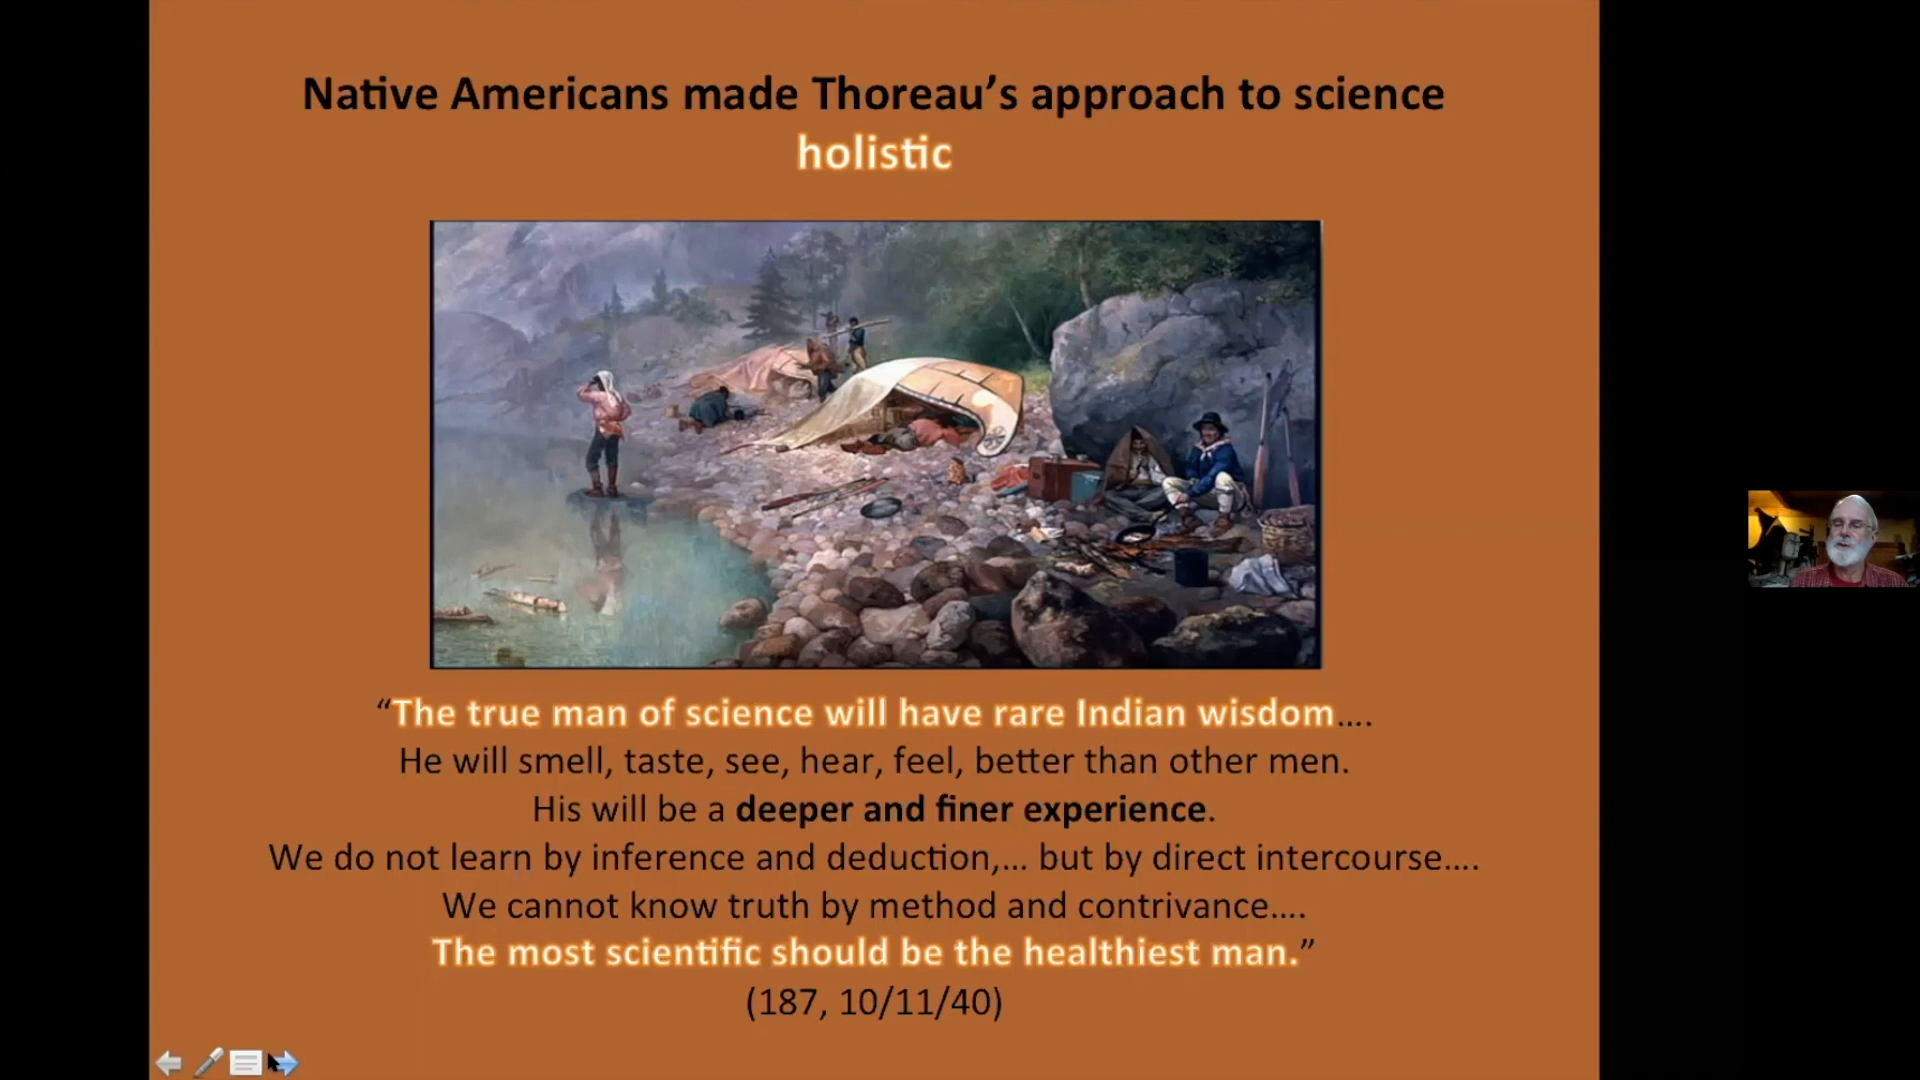 Native Americans made Thoreau’s approach to science
holistic
“The true man of science will have rare Indian wisdom….
He will smell, taste, see, hear, feel, better than other men.
His will be a deeper and finer experience.
We do not learn by inference and deduction,… but by direct intercourse….
We cannot know truth by method and contrivance….
The most scientific should be the healthiest man.”
(187, 10/11/40)